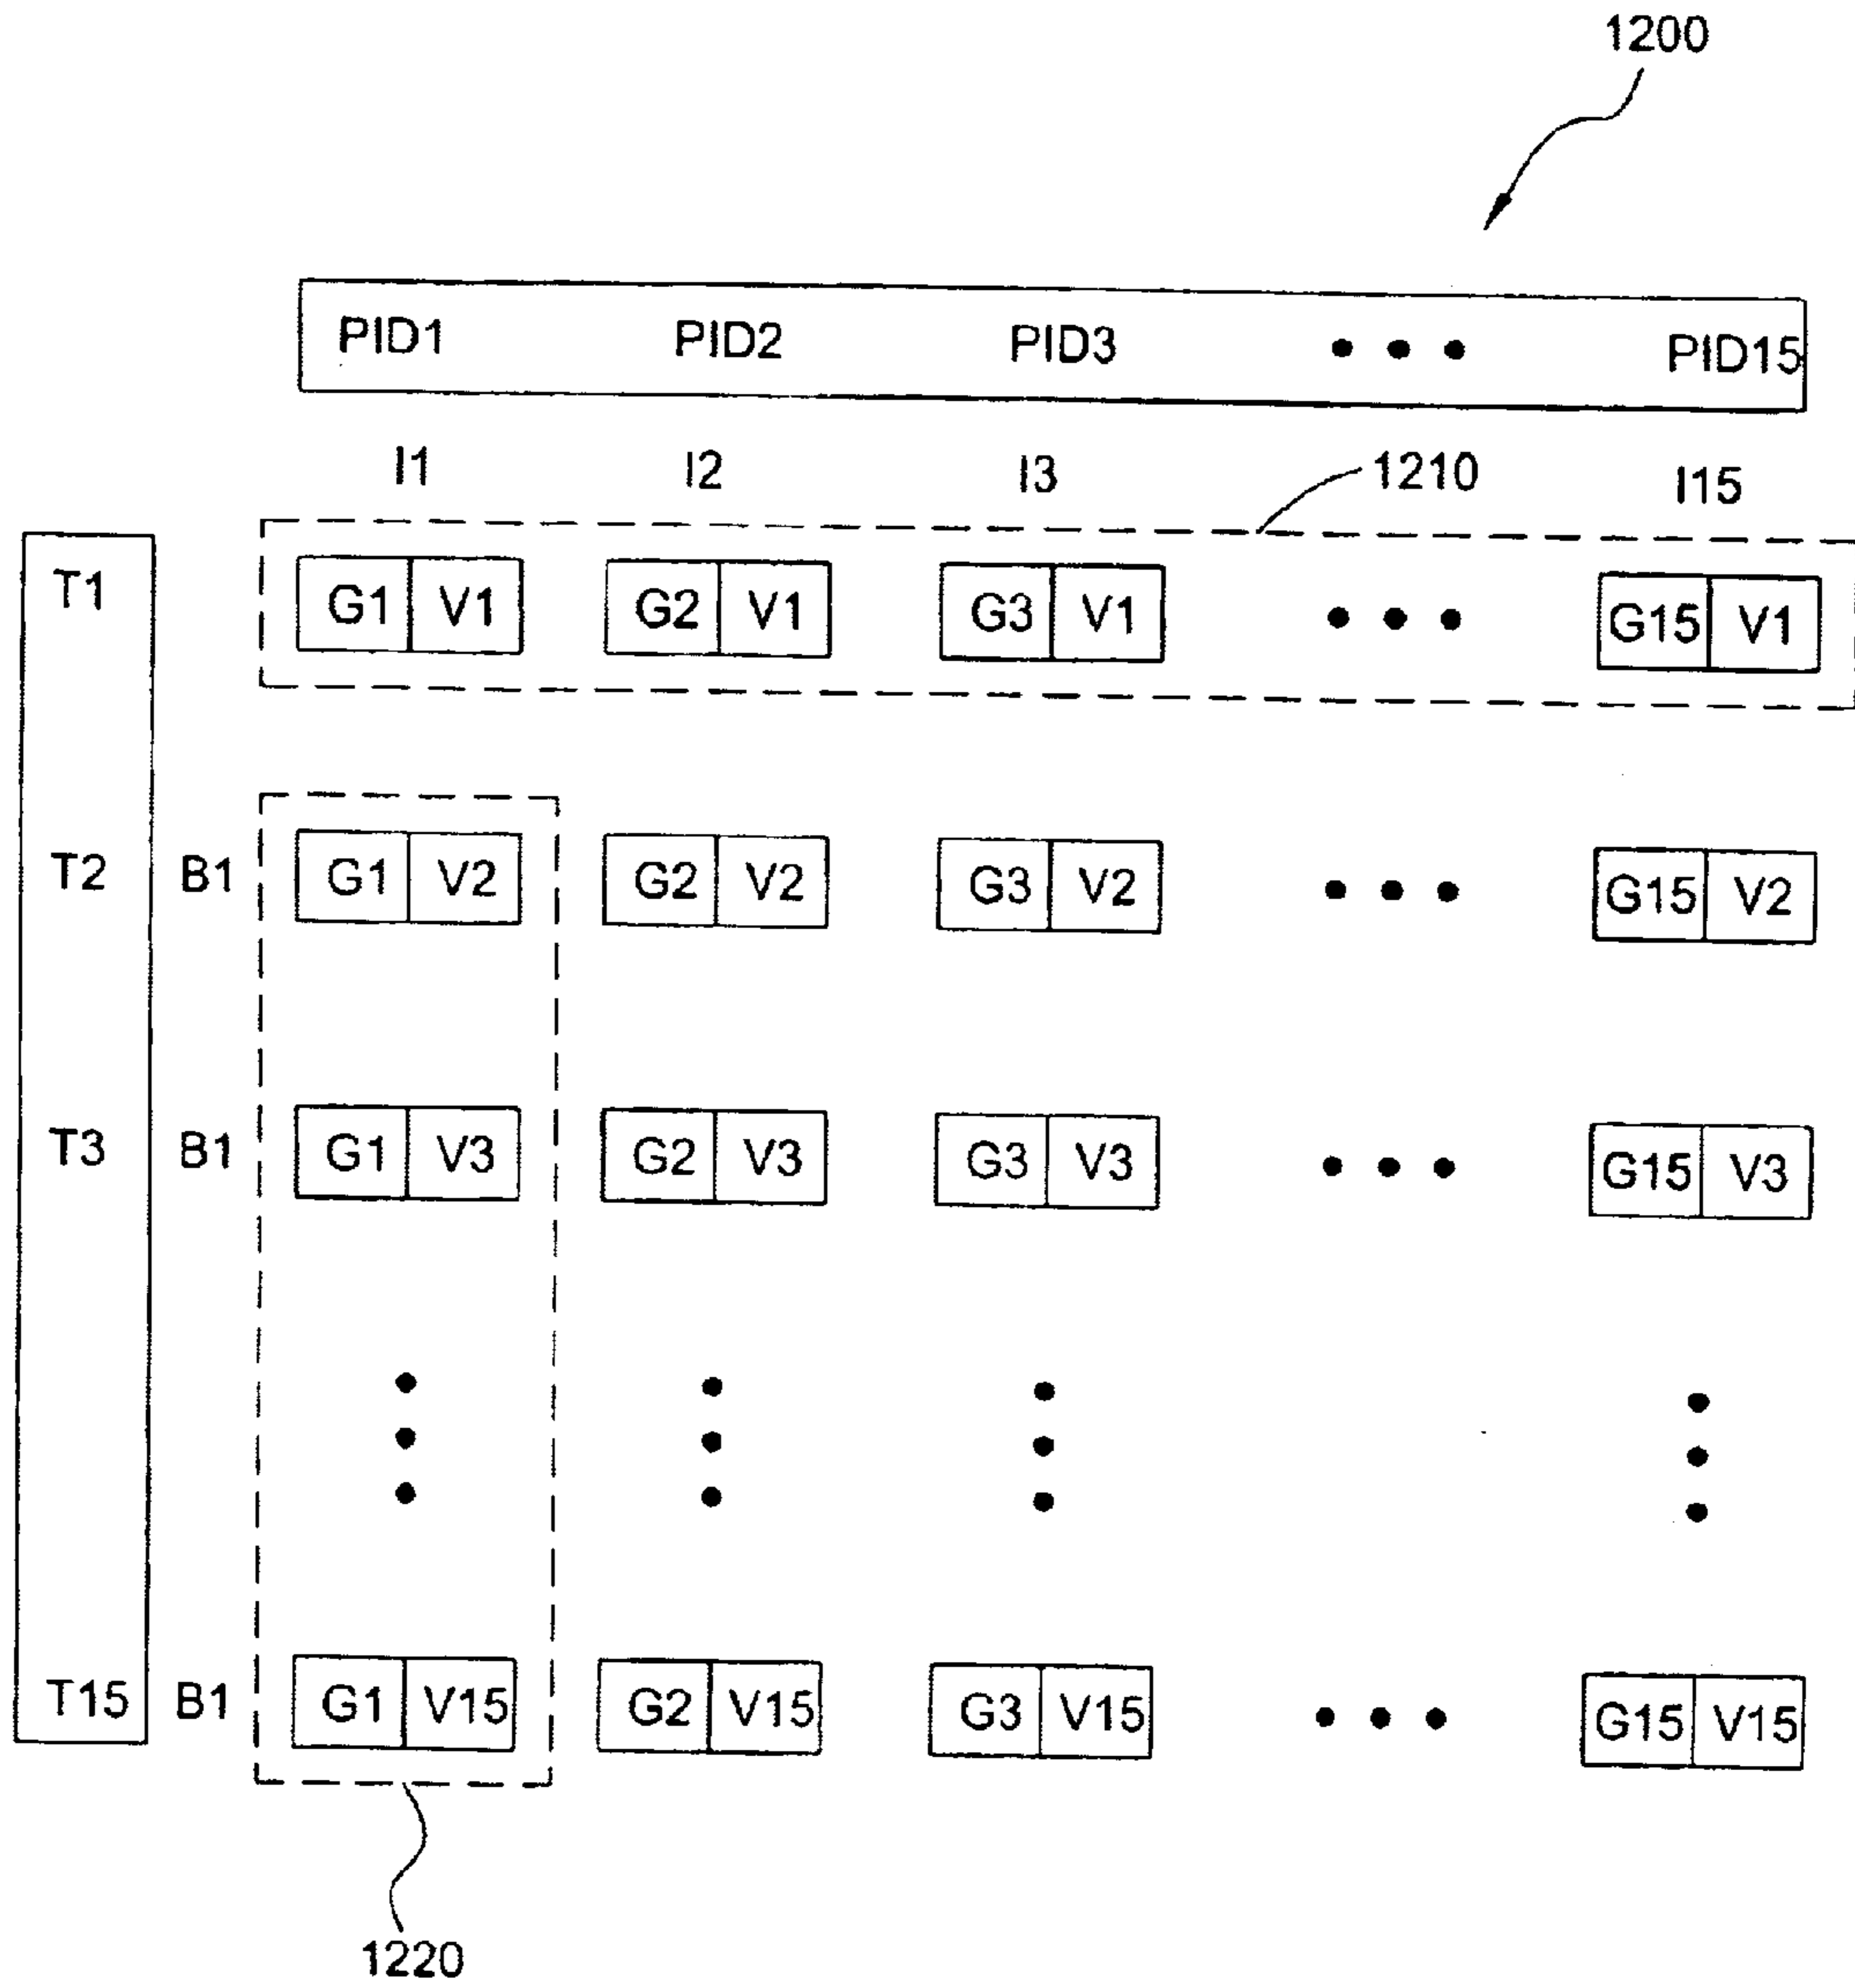 1200
PID1 PID2 PID3 • • • PID15
I1 I2 I3 1210 I15
T1 G1 V1 G2 V1 G3 V1 • • • G15 V1
T2 B1 G1 V2 G2 V2 G3 V2 • • • G15 V2
T3 B1 G1 V3 G2 V3 G3 V3 • • • G15 V3
T15 B1 G1 V15 G2 V15 G3 V15 • • • G15 V15
1220